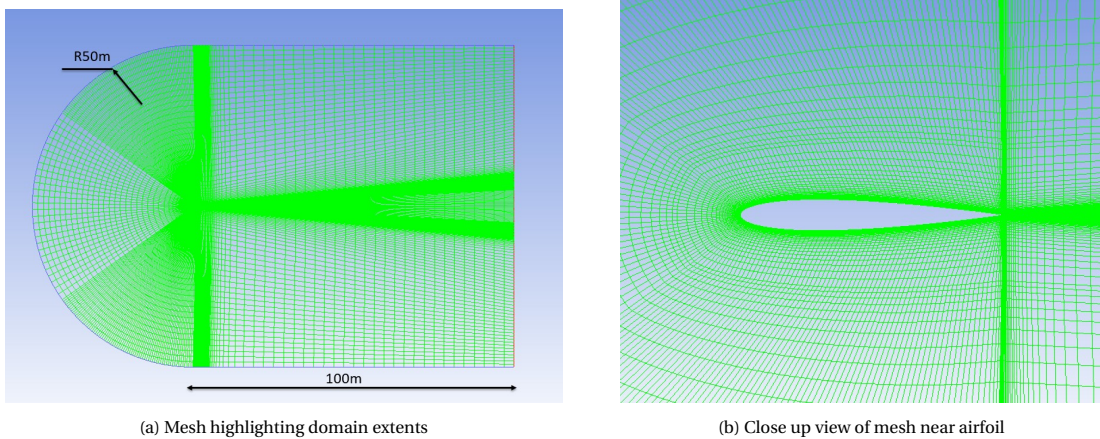 R50m
100m
(a) Mesh highlighting domain extents
(b) Close up view of mesh near airfoil